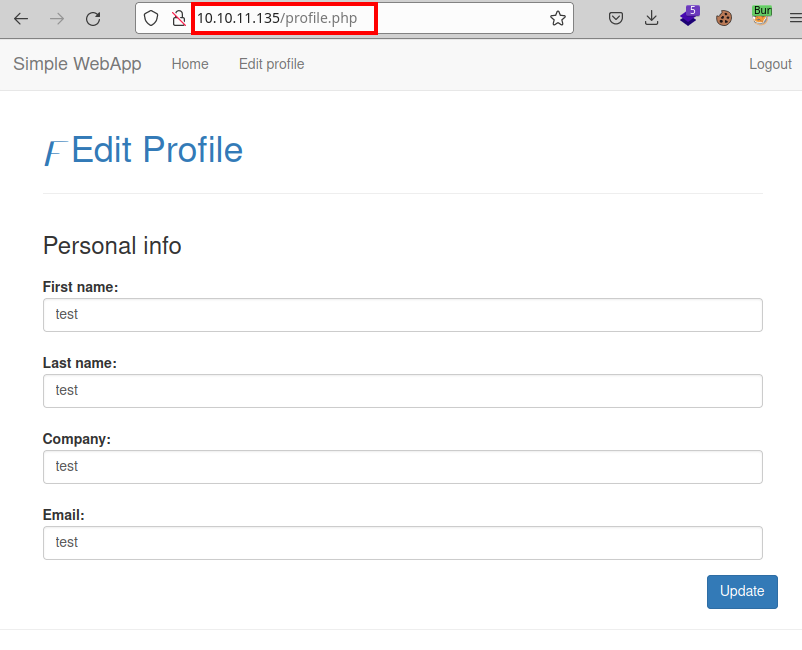 10.10.11.135/profile.php
5
Bur
Simple WebApp Home Edit profile Logout
Edit Profile
Personal info
First name:
test
Last name:
test
Company:
test
Email:
test
Update